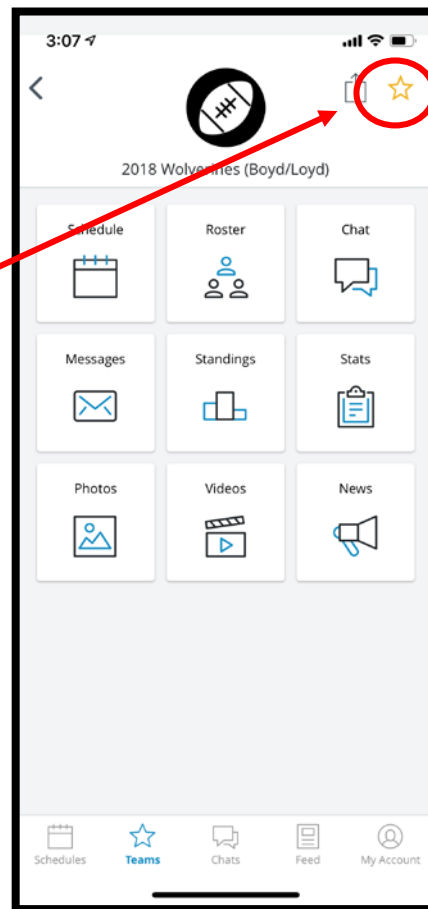 3:07
2018 Wolverines (Boyd/Loyd)
Schedule Roster Chat
Messages Standings Stats
Photos Videos News
Schedules Teams Chats Feed My Account